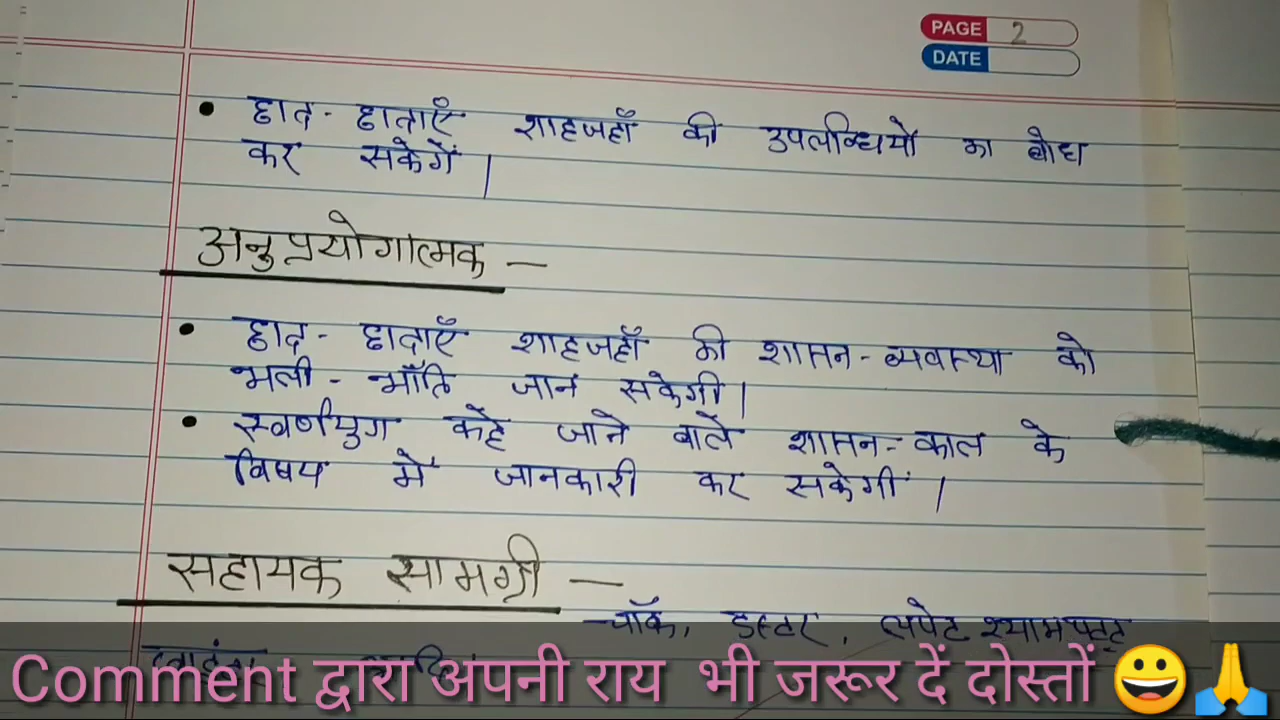 PAGE 2
DATE
• छात्र - छात्राएँ शाहजहाँ की उपलब्धियों का बोध
कर सकेगें |
अनुप्रयोगात्मक —
• छात्र - छात्राएँ शाहजहाँ की शासन - व्यवस्था को
भली - भाँति जान सकेगी |
• स्वर्णयुग कहे जाने वाले शासन - काल के
विषय में जानकारी कर सकेगी |
सहायक सामग्री —
चॉक, डस्टर, लपेट श्यामपट्ट,
Comment द्वारा अपनी राय भी जरूर दें दोस्तों 😀🙏